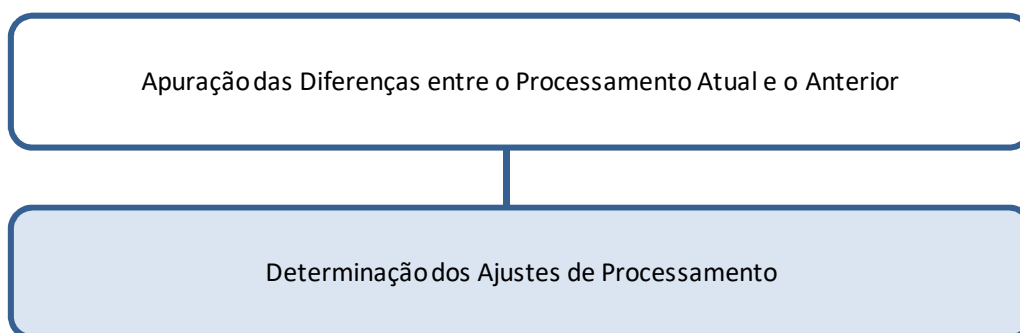 Apuração das Diferenças entre o Processamento Atual e o Anterior
Determinação dos Ajustes de Processamento